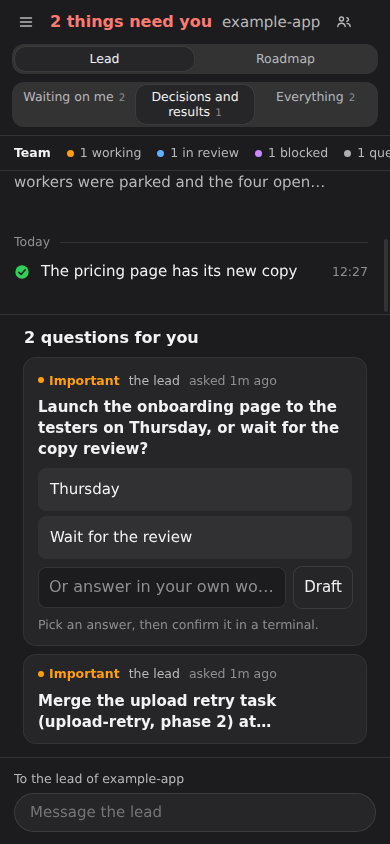 2 things need you example-app
Lead Roadmap
Waiting on me 2 Decisions and results 1 Everything 2
Team 1 working 1 in review 1 blocked 1 que
workers were parked and the four open…
Today
The pricing page has its new copy 12:27
2 questions for you
Important the lead asked 1m ago
Launch the onboarding page to the
testers on Thursday, or wait for the
copy review?
Thursday
Wait for the review
Or answer in your own wo… Draft
Pick an answer, then confirm it in a terminal.
Important the lead asked 1m ago
Merge the upload retry task
(upload-retry, phase 2) at…
To the lead of example-app
Message the lead